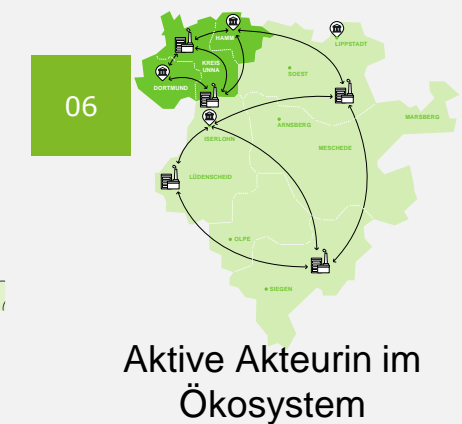 06
HAMM
LIPPSTADT
KREIS
UNNA
SOEST
DORTMUND
MARSBERG
ARNSBERG
ISERLOHN
MESCHEDE
LÜDENSCHEID
OLPE
SIEGEN
Aktive Akteurin im
Ökosystem